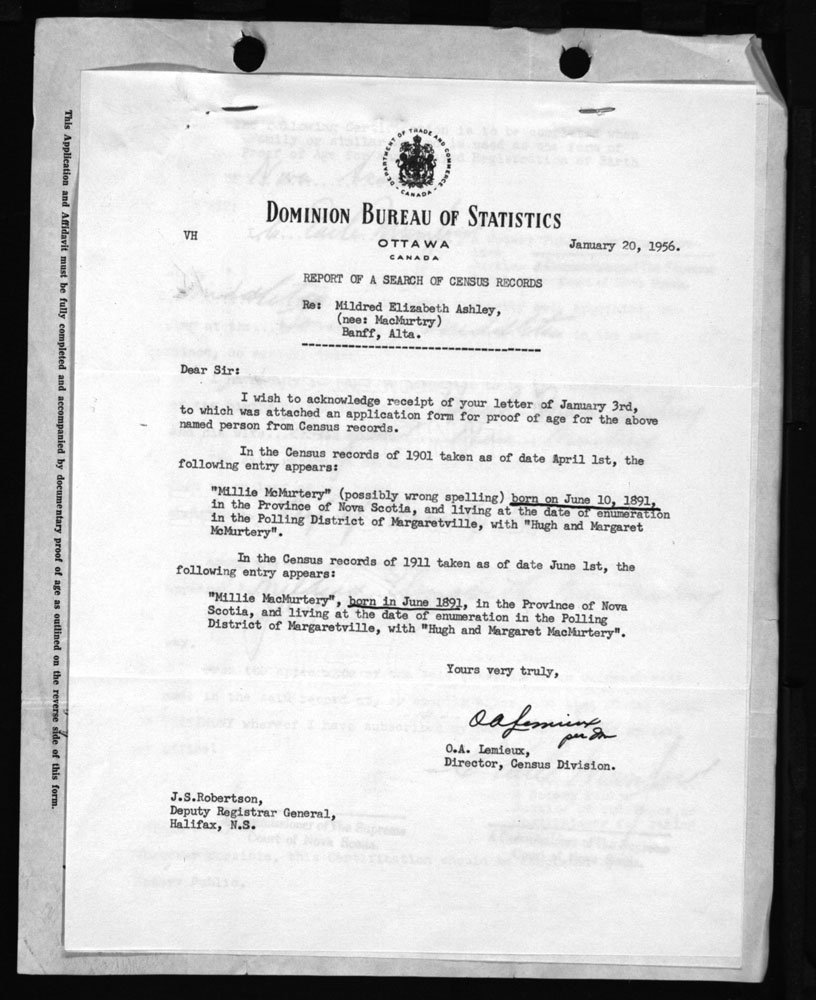 DEPARTMENT OF TRADE AND COMMERCE
CANADA
DOMINION BUREAU OF STATISTICS
VH
OTTAWA
CANADA
January 20, 1956.
REPORT OF A SEARCH OF CENSUS RECORDS
Re: Mildred Elizabeth Ashley,
(nee: MacMurtry)
Banff, Alta.
Dear Sir:
I wish to acknowledge receipt of your letter of January 3rd,
to which was attached an application form for proof of age for the above
named person from Census records.
In the Census records of 1901 taken as of date April 1st, the
following entry appears:
"Millie McMurtery" (possibly wrong spelling) born on June 10, 1891,
in the Province of Nova Scotia, and living at the date of enumeration
in the Polling District of Margaretville, with "Hugh and Margaret
McMurtery".
In the Census records of 1911 taken as of date June 1st, the
following entry appears:
"Millie MacMurtery", born in June 1891, in the Province of Nova
Scotia, and living at the date of enumeration in the Polling
District of Margaretville, with "Hugh and Margaret MacMurtery".
Yours very truly,
O A Lemieux
per
O.A. Lemieux,
Director, Census Division.
J.S.Robertson,
Deputy Registrar General,
Halifax, N.S.
This Application and Affidavit must be fully completed and accompanied by documentary proof of age as outlined on the reverse side of this form.